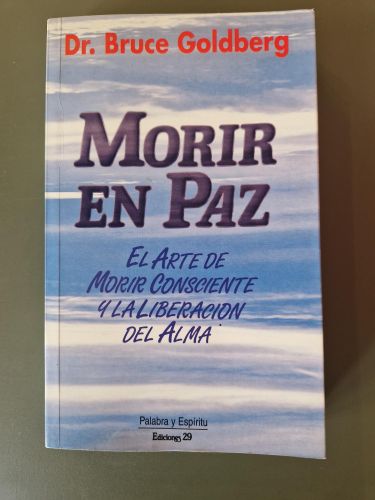 Dr. Bruce Goldberg
MORIR
EN PAZ
EL ARTE DE
MORIR CONSCIENTE
Y LA LIBERACION
DEL ALMA
Palabra y Espíritu
Ediciones 29